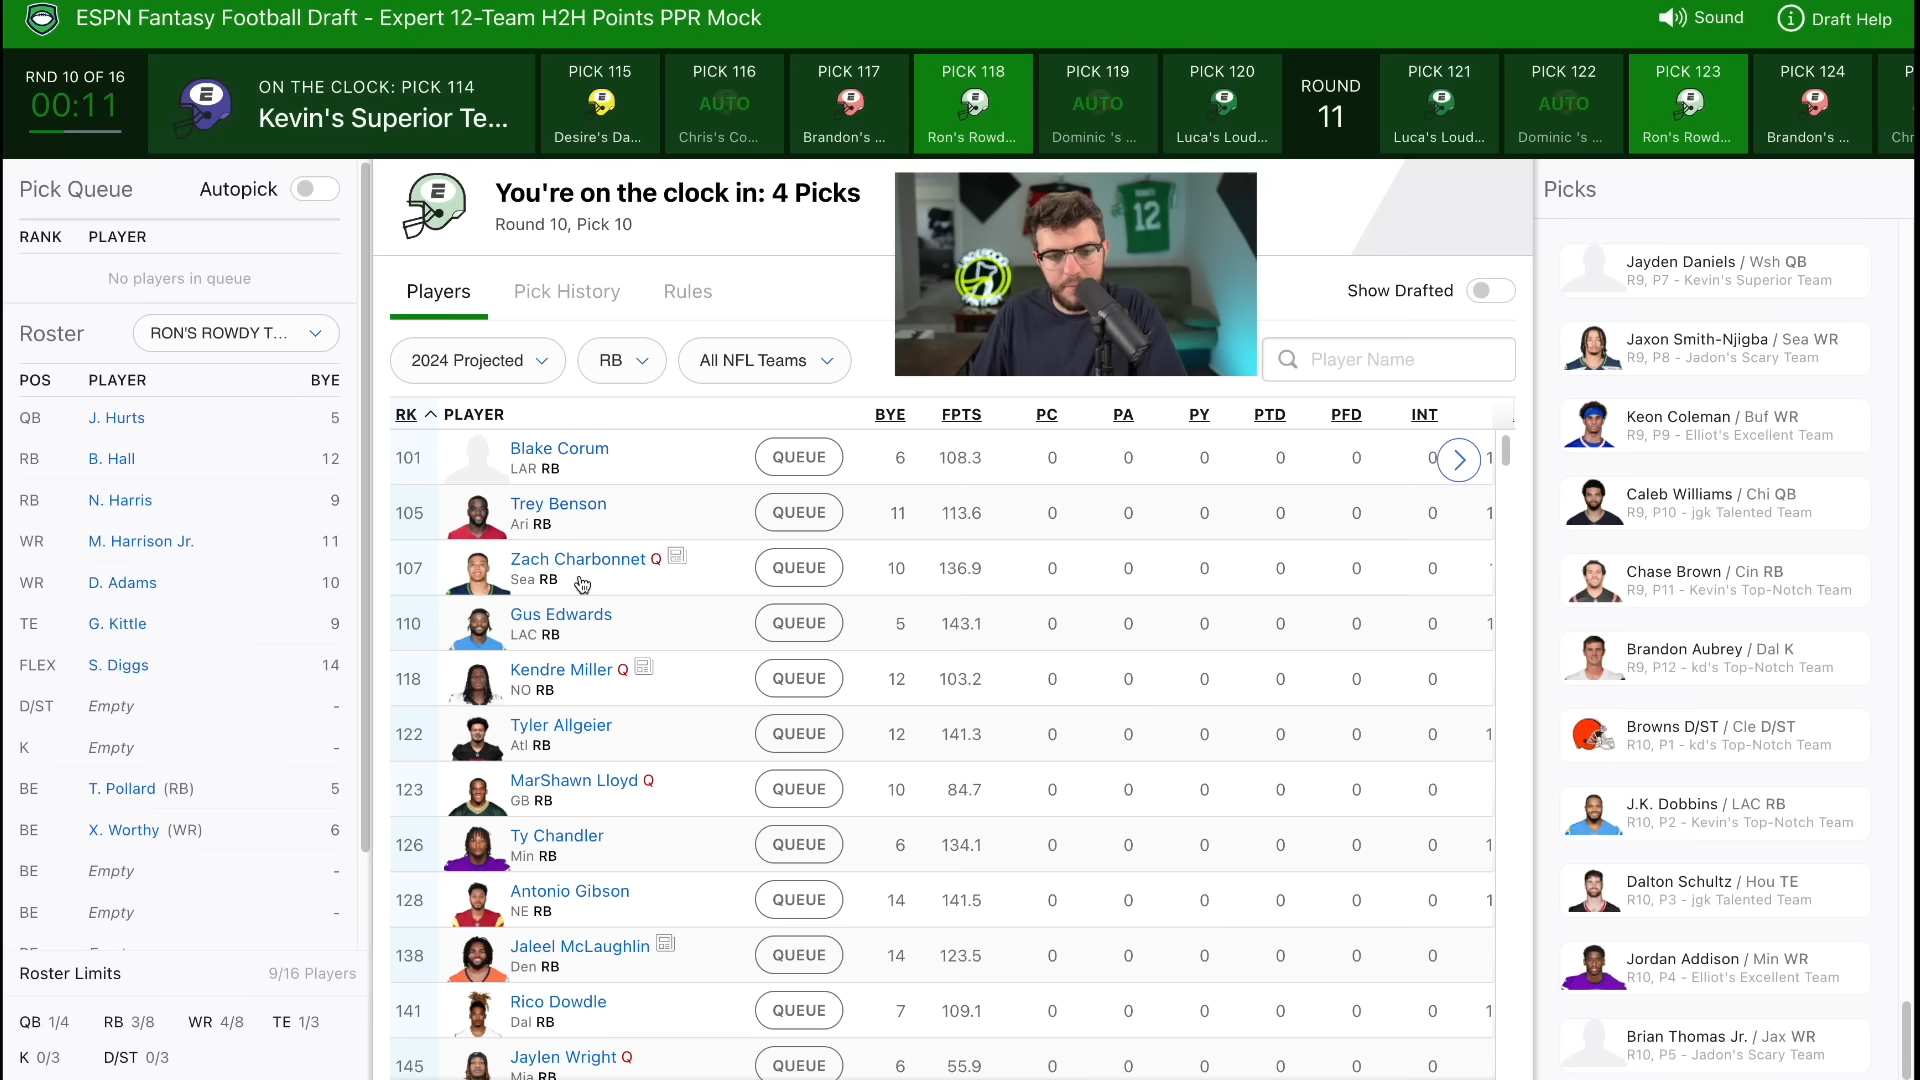 ESPN Fantasy Football Draft - Expert 12-Team H2H Points PPR Mock
Sound
Draft Help
RND 10 OF 16
00:11
ON THE CLOCK: PICK 114
Kevin's Superior Te...
PICK 115
Desire's Da...
PICK 116
AUTO
Chris's Co...
PICK 117
Brandon's ...
PICK 118
Ron's Rowd...
PICK 119
AUTO
Dominic 's ...
PICK 120
Luca's Loud...
ROUND
11
PICK 121
Luca's Loud...
PICK 122
AUTO
Dominic 's ...
PICK 123
Ron's Rowd...
PICK 124
Brandon's ...
P
Chr
Pick Queue
Autopick
RANK PLAYER
No players in queue
Roster
RON'S ROWDY T...
POS PLAYER BYE
QB J. Hurts 5
RB B. Hall 12
RB N. Harris 9
WR M. Harrison Jr. 11
WR D. Adams 10
TE G. Kittle 9
FLEX S. Diggs 14
D/ST Empty -
K Empty -
BE T. Pollard (RB) 5
BE X. Worthy (WR) 6
BE Empty -
BE Empty -
Roster Limits 9/16 Players
QB 1/4 RB 3/8 WR 4/8 TE 1/3
K 0/3 D/ST 0/3
You're on the clock in: 4 Picks
Round 10, Pick 10
12
Players
Pick History
Rules
Show Drafted
2024 Projected
RB
All NFL Teams
Player Name
RK PLAYER BYE FPTS PC PA PY PTD PFD INT
101 Blake Corum QUEUE 6 108.3 0 0 0 0 0 0 1
LAR RB
105 Trey Benson QUEUE 11 113.6 0 0 0 0 0 0 1
Ari RB
107 Zach Charbonnet Q QUEUE 10 136.9 0 0 0 0 0 0
Sea RB
110 Gus Edwards QUEUE 5 143.1 0 0 0 0 0 0 1
LAC RB
118 Kendre Miller Q QUEUE 12 103.2 0 0 0 0 0 0
NO RB
122 Tyler Allgeier QUEUE 12 141.3 0 0 0 0 0 0 1
Atl RB
123 MarShawn Lloyd Q QUEUE 10 84.7 0 0 0 0 0 0
GB RB
126 Ty Chandler QUEUE 6 134.1 0 0 0 0 0 0 1
Min RB
128 Antonio Gibson QUEUE 14 141.5 0 0 0 0 0 0 1
NE RB
138 Jaleel McLaughlin QUEUE 14 123.5 0 0 0 0 0 0
Den RB
141 Rico Dowdle QUEUE 7 109.1 0 0 0 0 0 0 1
Dal RB
145 Jaylen Wright Q QUEUE 6 55.9 0 0 0 0 0 0
Mia RB
Picks
Jayden Daniels / Wsh QB
R9, P7 - Kevin's Superior Team
Jaxon Smith-Njigba / Sea WR
R9, P8 - Jadon's Scary Team
Keon Coleman / Buf WR
R9, P9 - Elliot's Excellent Team
Caleb Williams / Chi QB
R9, P10 - jgk Talented Team
Chase Brown / Cin RB
R9, P11 - Kevin's Top-Notch Team
Brandon Aubrey / Dal K
R9, P12 - kd's Top-Notch Team
Browns D/ST / Cle D/ST
R10, P1 - kd's Top-Notch Team
J.K. Dobbins / LAC RB
R10, P2 - Kevin's Top-Notch Team
Dalton Schultz / Hou TE
R10, P3 - jgk Talented Team
Jordan Addison / Min WR
R10, P4 - Elliot's Excellent Team
Brian Thomas Jr. / Jax WR
R10, P5 - Jadon's Scary Team